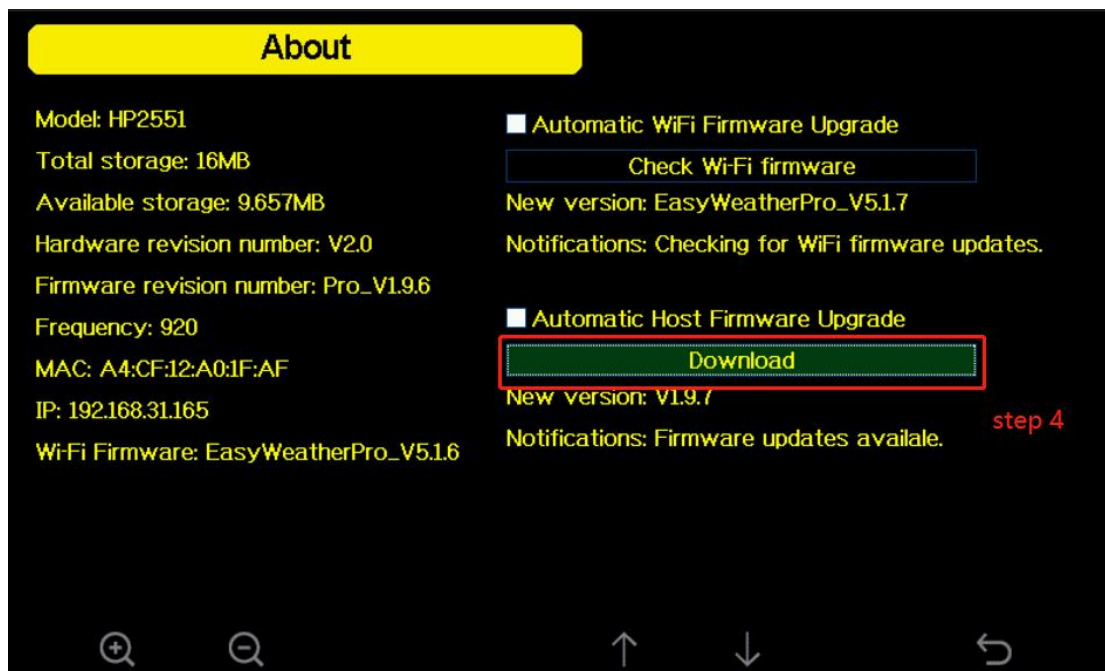 About
Model: HP2551
Total storage: 16MB
Available storage: 9.657MB
Hardware revision number: V2.0
Firmware revision number: Pro_V1.9.6
Frequency: 920
MAC: A4:CF:12:A0:1F:AF
IP: 192.168.31.165
Wi-Fi Firmware: EasyWeatherPro_V5.1.6
Automatic WiFi Firmware Upgrade
Check Wi-Fi firmware
New version: EasyWeatherPro_V5.1.7
Notifications: Checking for WiFi firmware updates.
Automatic Host Firmware Upgrade
Download
New version: V1.9.7
Notifications: Firmware updates availale.
step 4